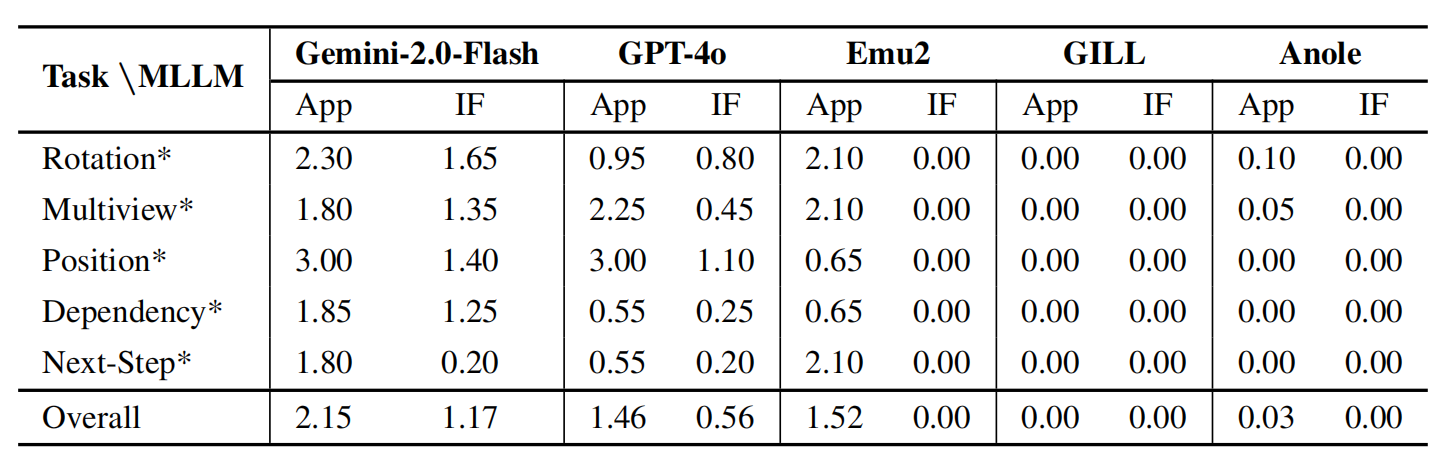 Task \MLLM Gemini-2.0-Flash GPT-4o Emu2 GILL Anole
App IF App IF App IF App IF App IF
Rotation* 2.30 1.65 0.95 0.80 2.10 0.00 0.00 0.00 0.10 0.00
Multiview* 1.80 1.35 2.25 0.45 2.10 0.00 0.00 0.00 0.05 0.00
Position* 3.00 1.40 3.00 1.10 0.65 0.00 0.00 0.00 0.00 0.00
Dependency* 1.85 1.25 0.55 0.25 0.65 0.00 0.00 0.00 0.00 0.00
Next-Step* 1.80 0.20 0.55 0.20 2.10 0.00 0.00 0.00 0.00 0.00
Overall 2.15 1.17 1.46 0.56 1.52 0.00 0.00 0.00 0.03 0.00